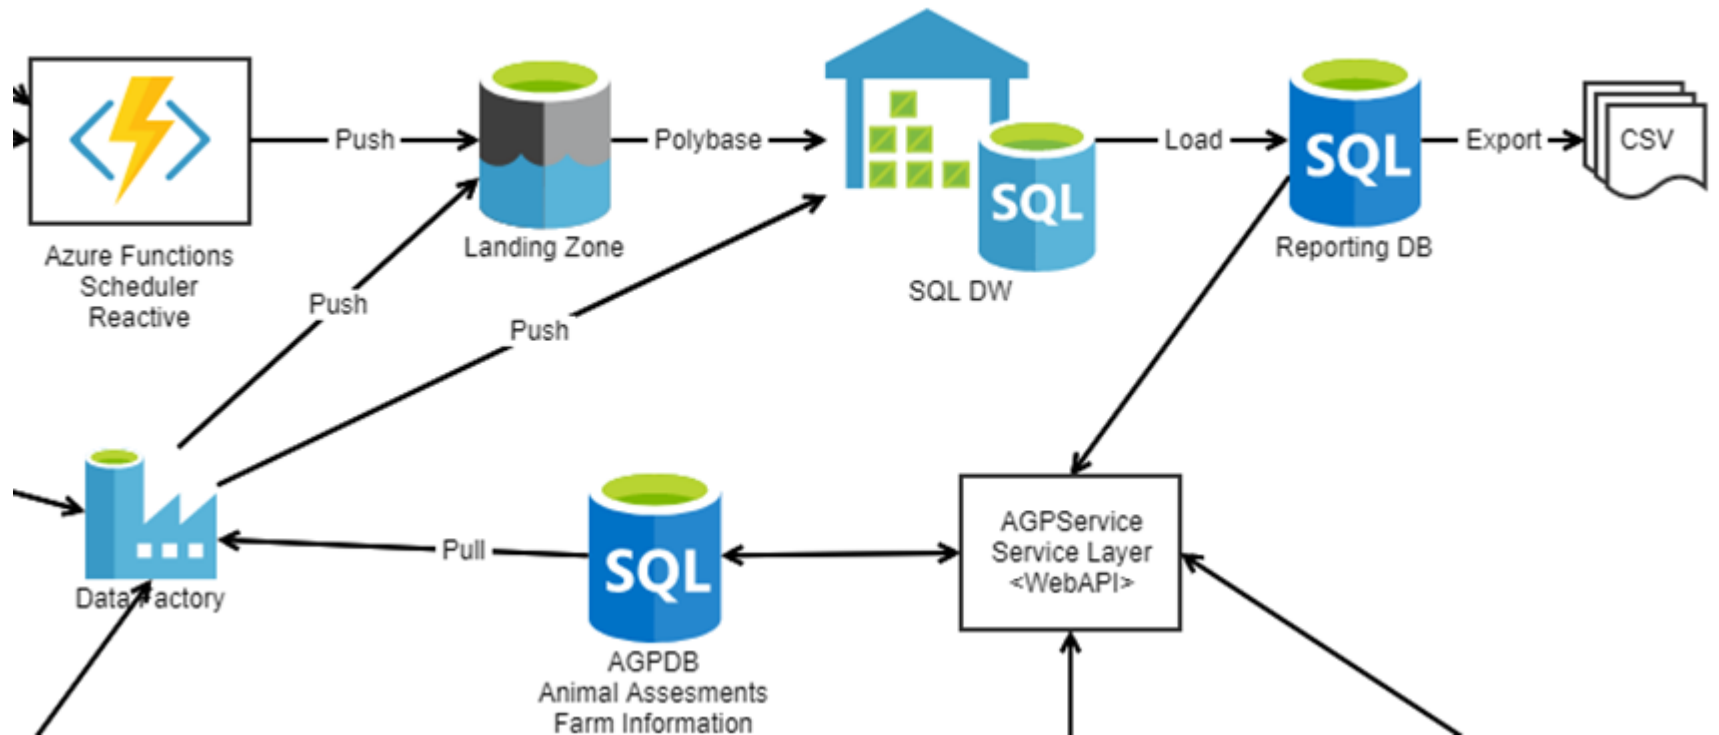 Push
Polybase
SQL
Load
SQL
Export
CSV
Azure Functions
Scheduler
Reactive
Landing Zone
SQL DW
Reporting DB
Push
Push
Data Factory
Pull
SQL
AGPDB
Animal Assesments
Farm Information
AGPService
Service Layer
<WebAPI>